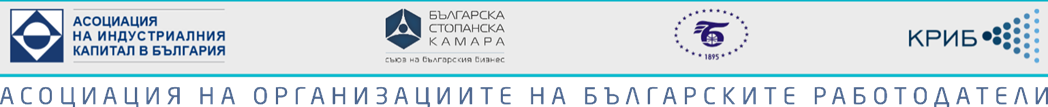 АСОЦИАЦИЯ
НА ИНДУСТРИАЛНИЯ
КАПИТАЛ В БЪЛГАРИЯ
БЪЛГАРСКА
СТОПАНСКА
КАМАРА
съюз на българския бизнес
1895
КРИБ
АСОЦИАЦИЯ НА ОРГАНИЗАЦИИТЕ НА БЪЛГАРСКИТЕ РАБОТОДАТЕЛИ